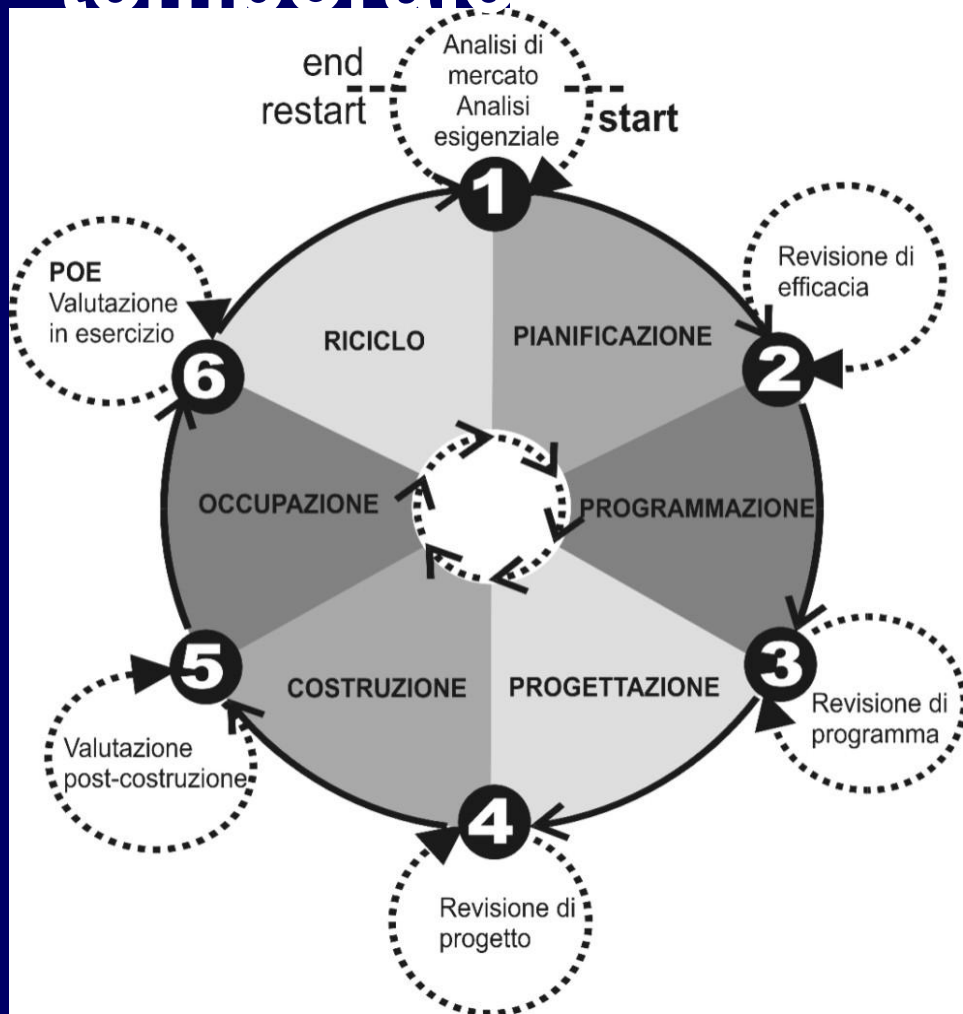 end
restart
Analisi di
mercato
Analisi
esigenziale
start
1
Revisione di
efficacia
2
POE
Valutazione
in esercizio
6
RICICLO
PIANIFICAZIONE
OCCUPAZIONE
PROGRAMMAZIONE
5
3
COSTRUZIONE
PROGETTAZIONE
Valutazione
post-costruzione
Revisione di
programma
4
Revisione di
progetto